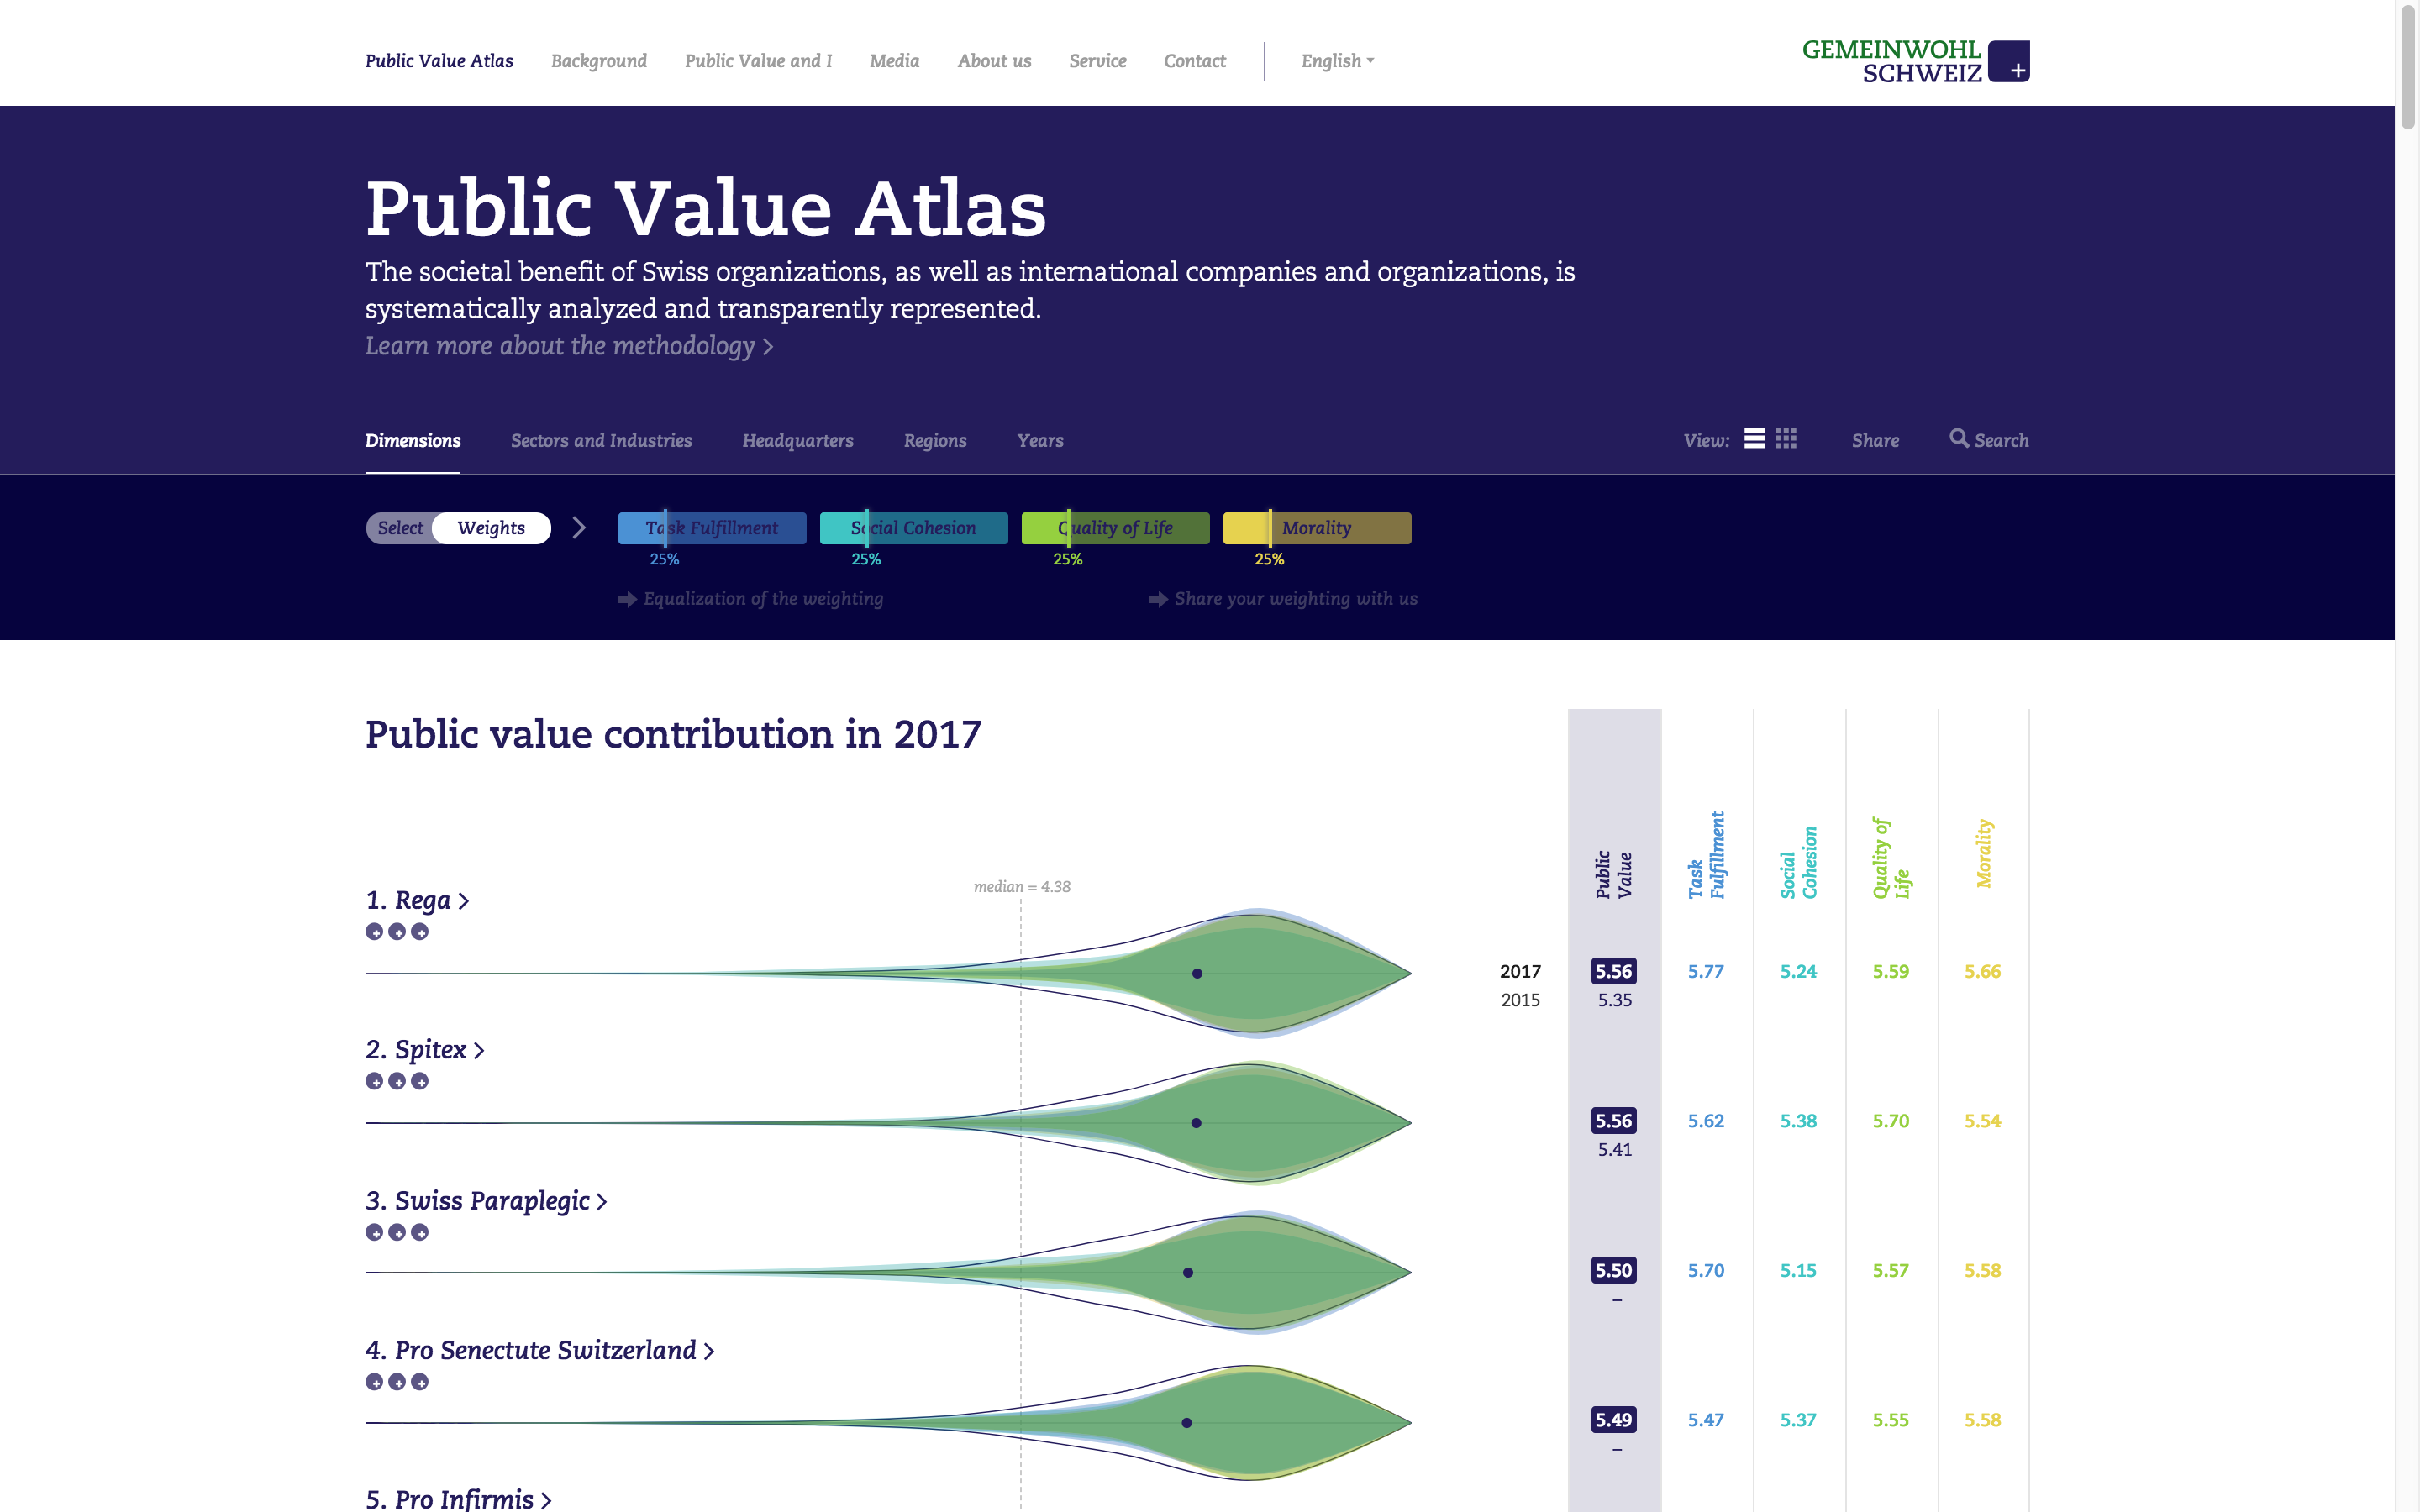 Public Value Atlas
Background
Public Value and I
Media
About us
Service
Contact
English
GEMEINWOHL
SCHWEIZ
Public Value Atlas
The societal benefit of Swiss organizations, as well as international companies and organizations, is
systematically analyzed and transparently represented.
Learn more about the methodology
Dimensions
Sectors and Industries
Headquarters
Regions
Years
View:
Share
Search
Select
Weights
Task Fulfillment
Social Cohesion
Quality of Life
Morality
25%
25%
25%
25%
Equalization of the weighting
Share your weighting with us
Public value contribution in 2017
Public
Value
Task
Fulfillment
Social
Cohesion
Quality of
Life
Morality
median = 4.38
1. Rega
2017
5.56
5.77
5.24
5.59
5.66
2015
5.35
2. Spitex
5.56
5.62
5.38
5.70
5.54
5.41
3. Swiss Paraplegic
5.50
5.70
5.15
5.57
5.58
–
4. Pro Senectute Switzerland
5.49
5.47
5.37
5.55
5.58
–
5. Pro Infirmis